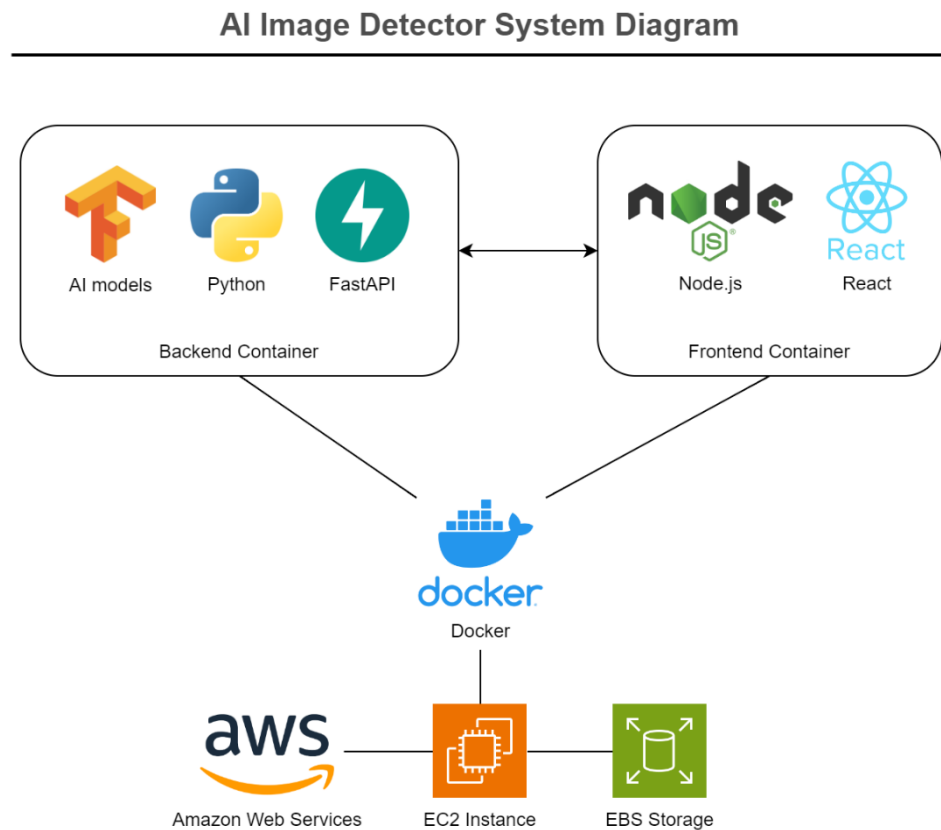 AI Image Detector System Diagram
AI models
Python
FastAPI
Backend Container
node
JS
Node.js
React
React
Frontend Container
docker
Docker
aws
Amazon Web Services
EC2 Instance
EBS Storage